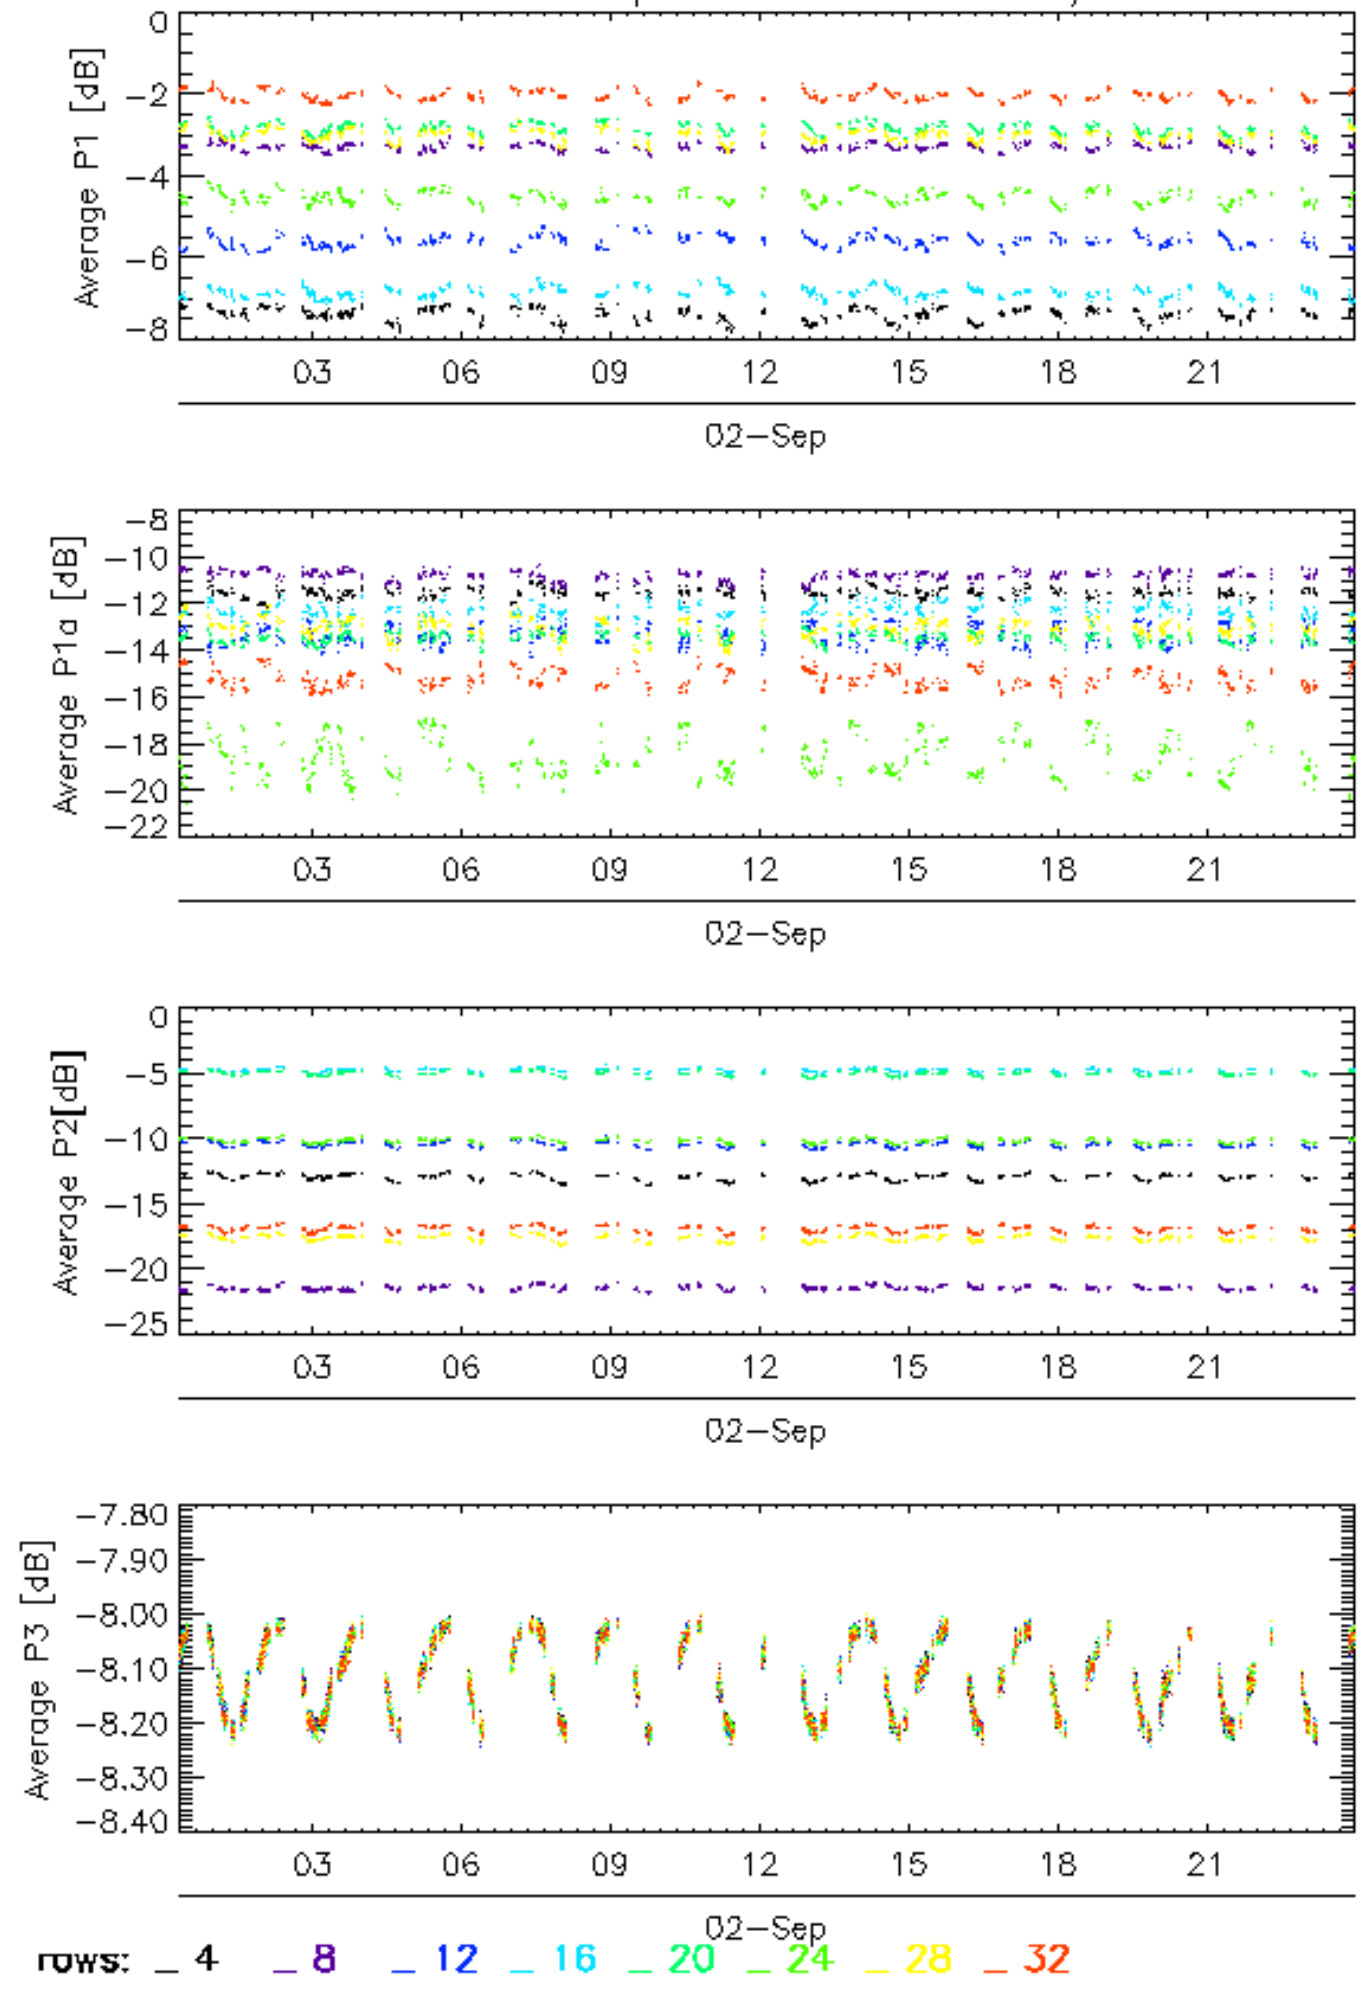 0
−2
−4
−6
−8
Average P1 [dB]
03 06 09 12 15 18 21
02−Sep
−8
−10
−12
−14
−16
−18
−20
−22
Average P1a [dB]
03 06 09 12 15 18 21
02−Sep
0
−5
−10
−15
−20
−25
Average P2[dB]
03 06 09 12 15 18 21
02−Sep
−7.80
−7.90
−8.00
−8.10
−8.20
−8.30
−8.40
Average P3 [dB]
03 06 09 12 15 18 21
02−Sep
rows: _ 4 _ 8 _ 12 _ 16 _ 20 _ 24 _ 28 _ 32